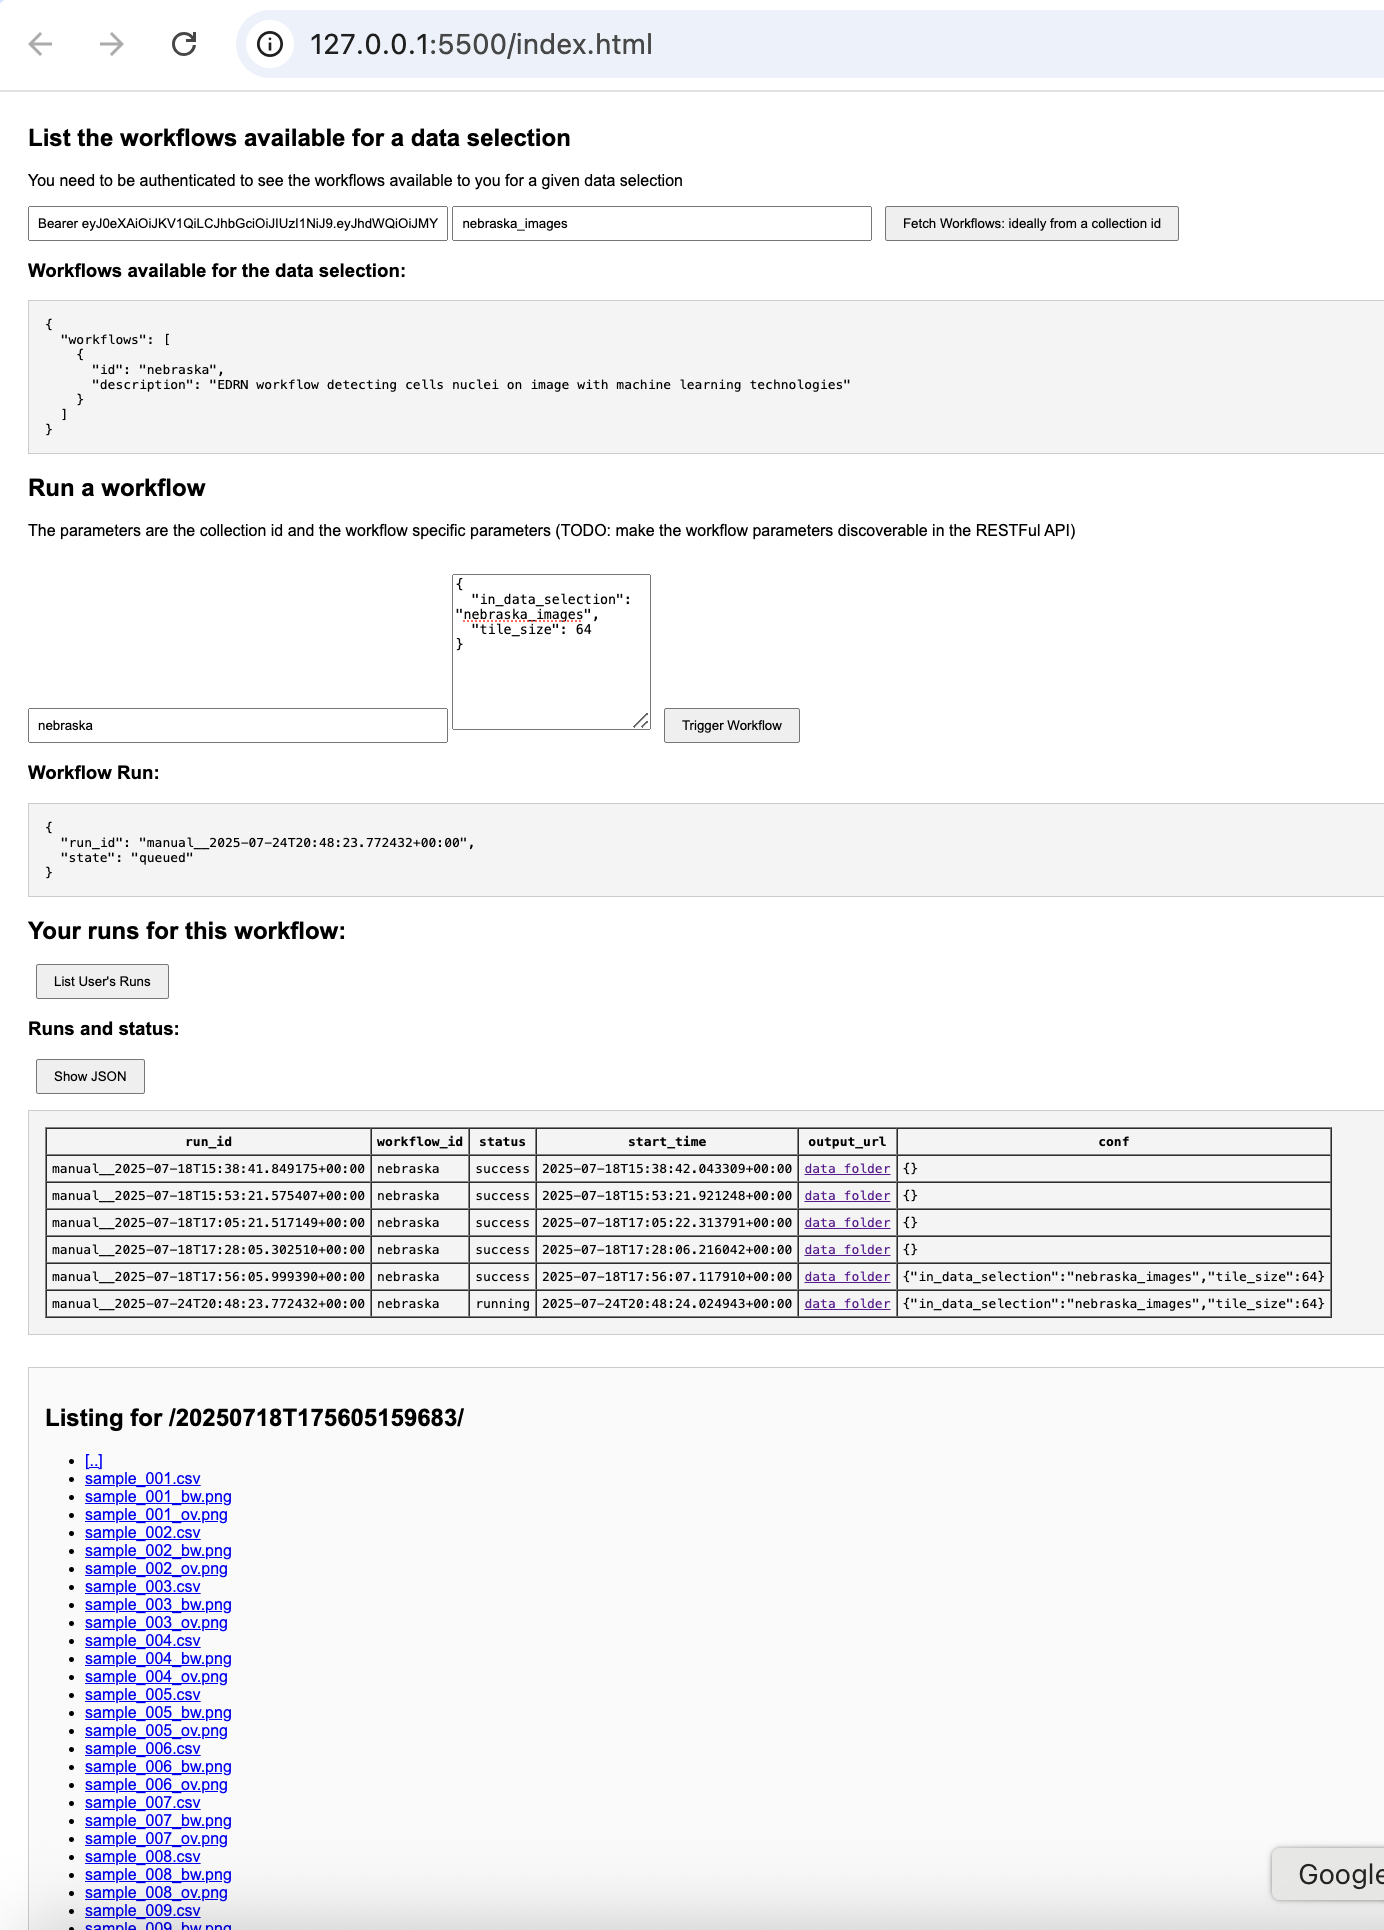 127.0.0.1:5500/index.html
List the workflows available for a data selection
You need to be authenticated to see the workflows available to you for a given data selection
Bearer eyJ0eXAiOiJKV1QiLCJhbGciOiJIUzI1NiJ9.eyJhdWQiOiJMY nebraska_images Fetch Workflows: ideally from a collection id
Workflows available for the data selection:
{
  "workflows": [
    {
      "id": "nebraska",
      "description": "EDRN workflow detecting cells nuclei on image with machine learning technologies"
    }
  ]
}
Run a workflow
The parameters are the collection id and the workflow specific parameters (TODO: make the workflow parameters discoverable in the RESTFul API)
{
  "in_data_selection":
"nebraska_images",
  "tile_size": 64
}
nebraska Trigger Workflow
Workflow Run:
{
  "run_id": "manual__2025-07-24T20:48:23.772432+00:00",
  "state": "queued"
}
Your runs for this workflow:
List User's Runs
Runs and status:
Show JSON
run_id workflow_id status start_time output_url conf
manual__2025-07-18T15:38:41.849175+00:00 nebraska success 2025-07-18T15:38:42.043309+00:00 data folder {}
manual__2025-07-18T15:53:21.575407+00:00 nebraska success 2025-07-18T15:53:21.921248+00:00 data folder {}
manual__2025-07-18T17:05:21.517149+00:00 nebraska success 2025-07-18T17:05:22.313791+00:00 data folder {}
manual__2025-07-18T17:28:05.302510+00:00 nebraska success 2025-07-18T17:28:06.216042+00:00 data folder {}
manual__2025-07-18T17:56:05.999390+00:00 nebraska success 2025-07-18T17:56:07.117910+00:00 data folder {"in_data_selection":"nebraska_images","tile_size":64}
manual__2025-07-24T20:48:23.772432+00:00 nebraska running 2025-07-24T20:48:24.024943+00:00 data folder {"in_data_selection":"nebraska_images","tile_size":64}
Listing for /20250718T175605159683/
[..]
sample_001.csv
sample_001_bw.png
sample_001_ov.png
sample_002.csv
sample_002_bw.png
sample_002_ov.png
sample_003.csv
sample_003_bw.png
sample_003_ov.png
sample_004.csv
sample_004_bw.png
sample_004_ov.png
sample_005.csv
sample_005_bw.png
sample_005_ov.png
sample_006.csv
sample_006_bw.png
sample_006_ov.png
sample_007.csv
sample_007_bw.png
sample_007_ov.png
sample_008.csv
sample_008_bw.png
sample_008_ov.png
sample_009.csv
sample_009_bw.png
Google